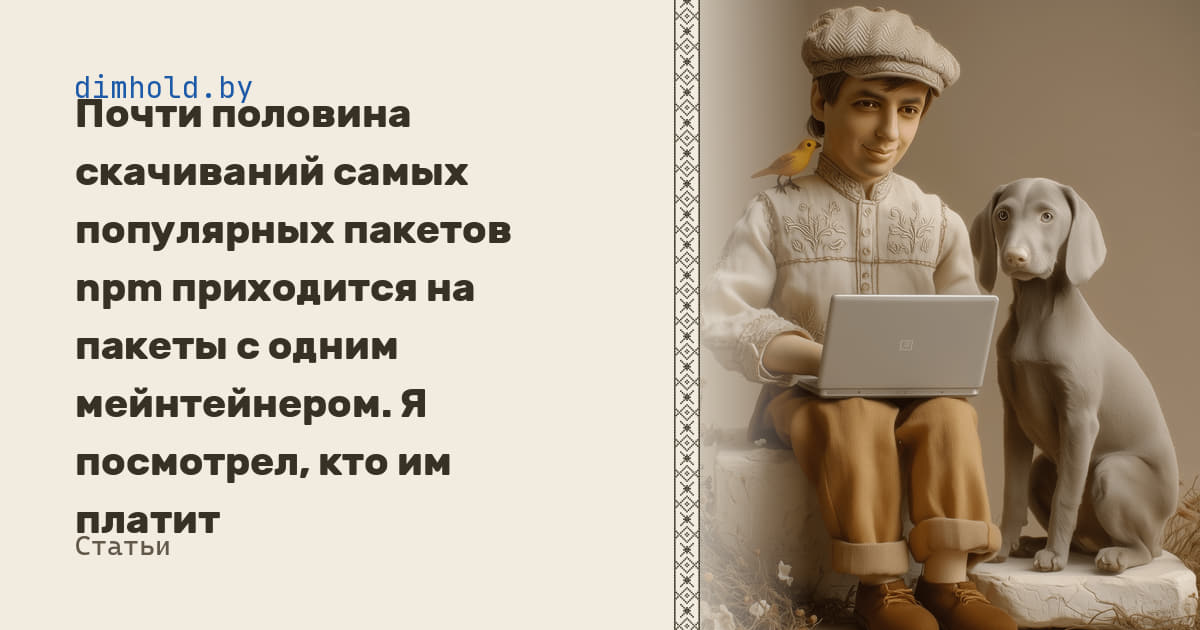 dimhold.by
Почти половина
скачиваний самых
популярных пакетов
npm приходится на
пакеты с одним
мейнтейнером. Я
посмотрел, кто им
платит
Статьи